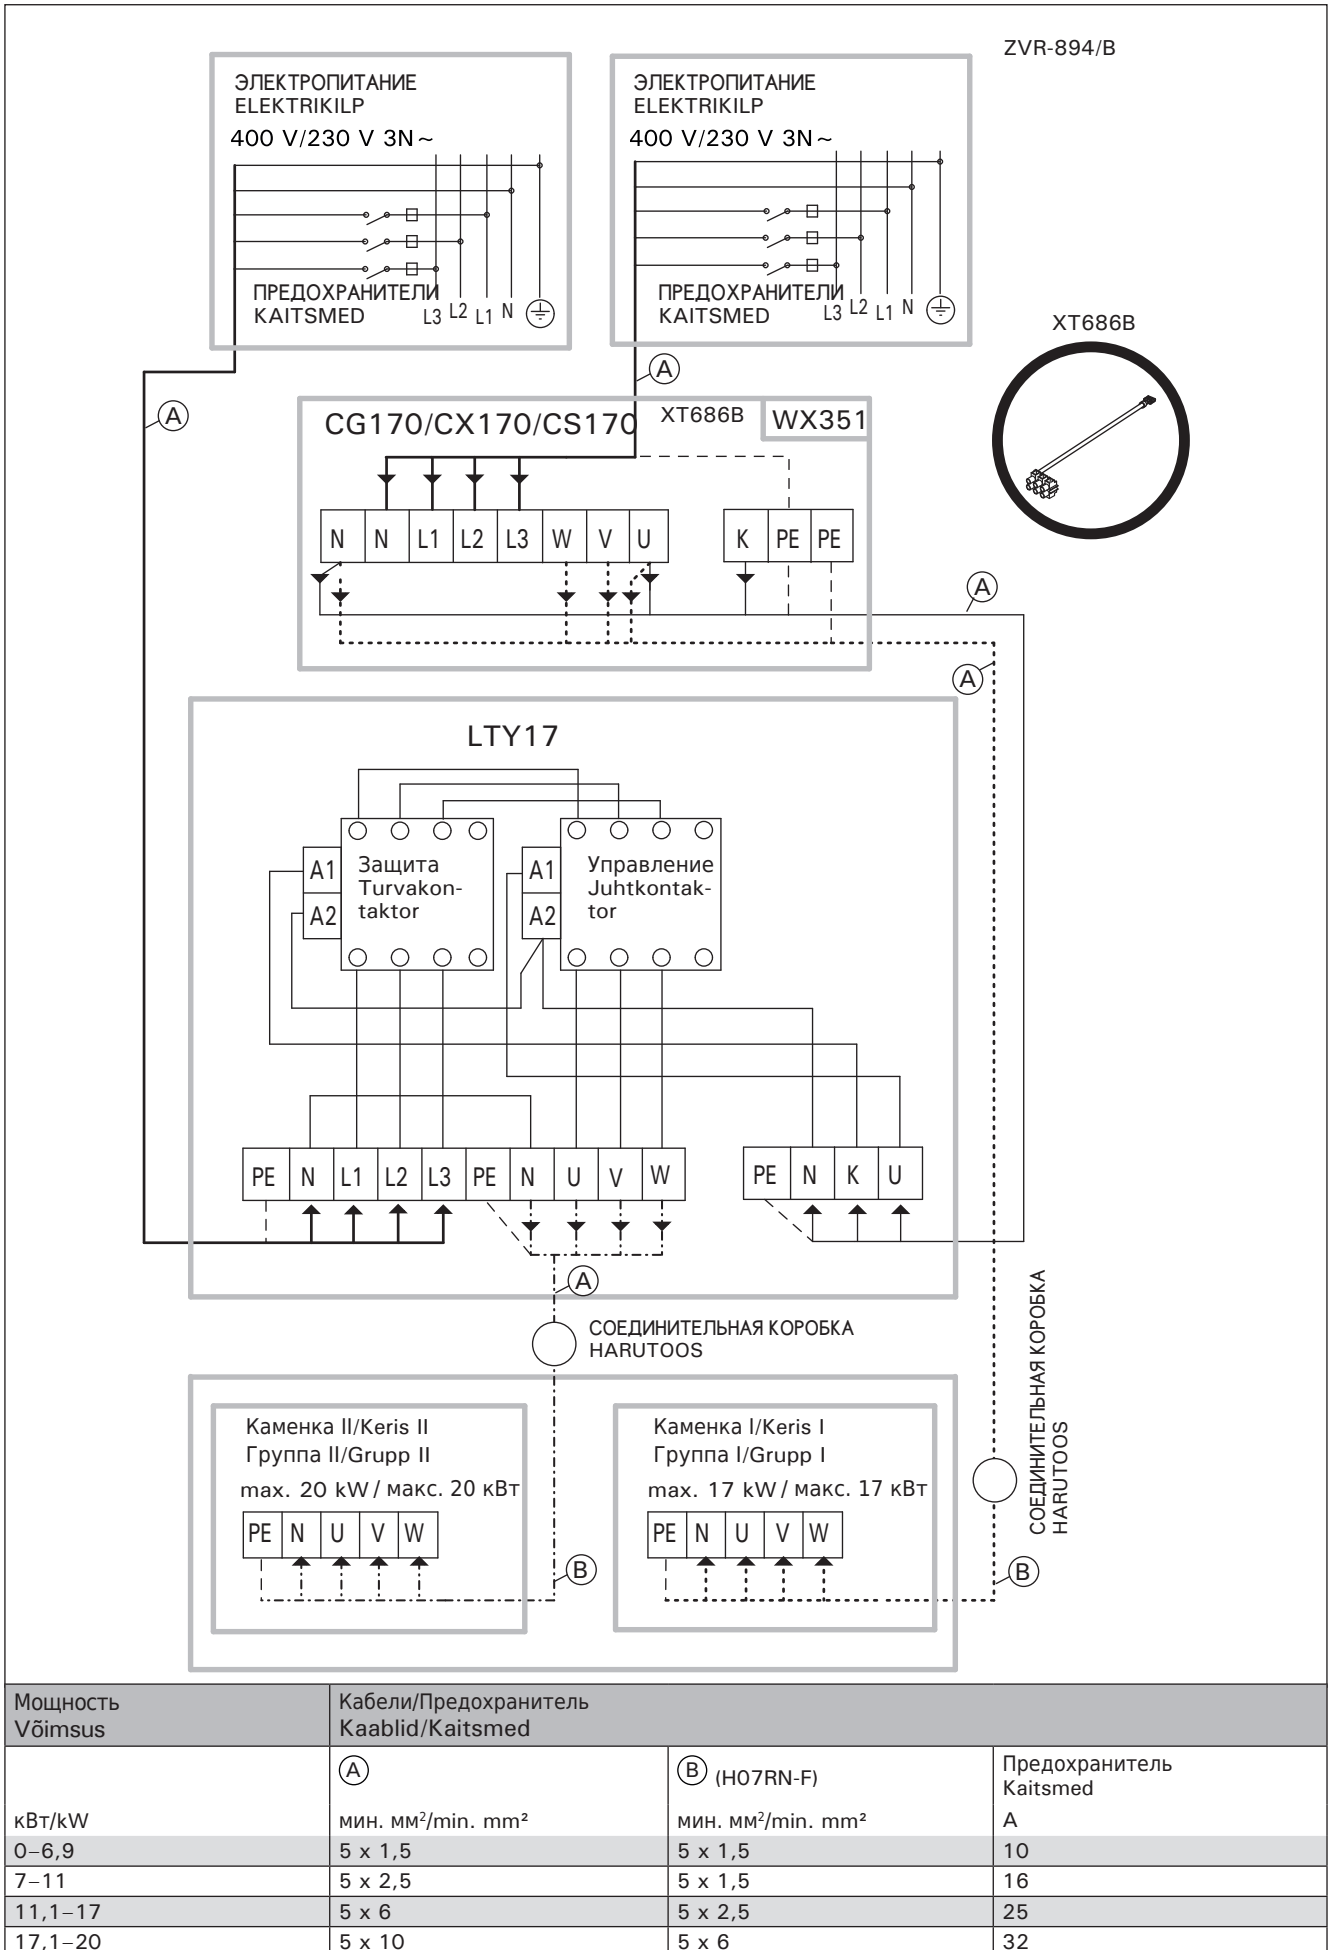 ZVR-894/B
ЭЛЕКТРОПИТАНИЕ
ELEKTRIKILP
400 V/230 V 3N~
ПРЕДОХРАНИТЕЛИ
KAITSMED
L3 L2 L1 N
ЭЛЕКТРОПИТАНИЕ
ELEKTRIKILP
400 V/230 V 3N~
ПРЕДОХРАНИТЕЛИ
KAITSMED
L3 L2 L1 N
XT686B
A
A
CG170/CX170/CS170
XT686B
WX351
N N L1 L2 L3 W V U
K PE PE
A
A
LTY17
A1
A2
Защита
Turvakon-
taktor
A1
A2
Управление
Juhtkontak-
tor
PE N L1 L2 L3 PE N U V W
PE N K U
A
СОЕДИНИТЕЛЬНАЯ КОРОБКА
HARUTOOS
СОЕДИНИТЕЛЬНАЯ КОРОБКА
HARUTOOS
Каменка II/Keris II
Группа II/Grupp II
max. 20 kW/ макс. 20 кВт
PE N U V W
B
Каменка I/Keris I
Группа I/Grupp I
max. 17 kW/ макс. 17 кВт
PE N U V W
B
Мощность
Võimsus
Кабели/Предохранитель
Kaablid/Kaitsmed
A
B (H07RN-F)
Предохранитель
Kaitsmed
кВт/kW
мин. мм²/min. mm²
мин. мм²/min. mm²
A
0–6,9 5 x 1,5 5 x 1,5 10
7–11 5 x 2,5 5 x 1,5 16
11,1–17 5 x 6 5 x 2,5 25
17,1–20 5 x 10 5 x 6 32